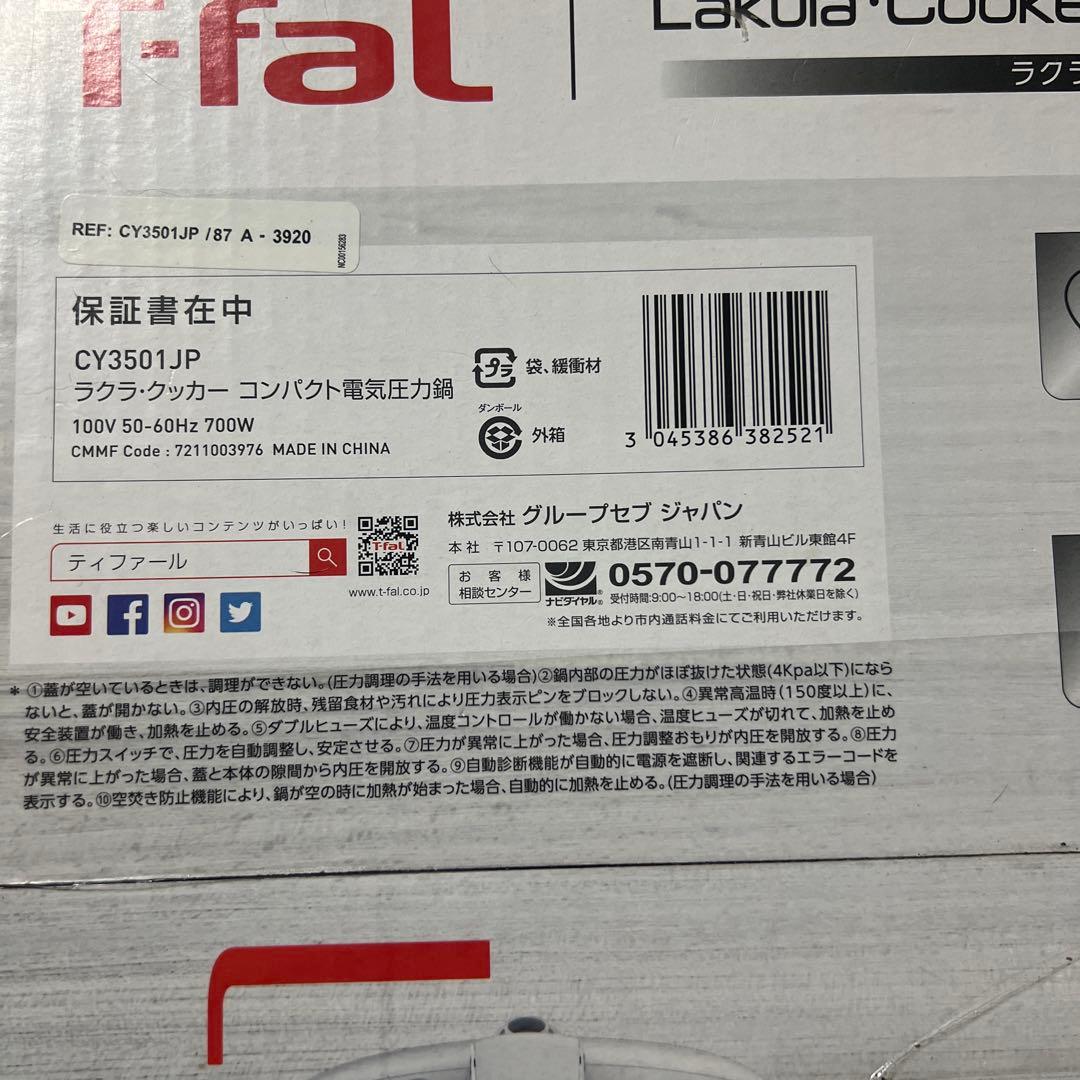 T-fal
Lakula・Cooke
ラクラ
REF: CY3501JP /87 A - 3920
NC00156283
保証書在中
CY3501JP
ラクラ・クッカー コンパクト電気圧力鍋
100V 50-60Hz 700W
CMMF Code : 7211003976 MADE IN CHINA
プラ
袋、緩衝材
ダンボール
外箱
3 045386 382521
生活に役立つ楽しいコンテンツがいっぱい!
ティファール
T-fal
www.t-fal.co.jp
株式会社 グループセブ ジャパン
本社 〒107-0062 東京都港区南青山1-1-1 新青山ビル東館4F
お客様
相談センター
ナビダイヤル®
0570-077772
受付時間:9:00~18:00(土・日・祝日・弊社休業日を除く)
※全国各地より市内通話料金にてご利用いただけます。
* ①蓋が空いているときは、調理ができない。(圧力調理の手法を用いる場合)②鍋内部の圧力がほぼ抜けた状態(4Kpa以下)になら
ないと、蓋が開かない。③内圧の解放時、残留食材や汚れにより圧力表示ピンをブロックしない。④異常高温時(150度以上)に、
安全装置が働き、加熱を止める。⑤ダブルヒューズにより、温度コントロールが働かない場合、温度ヒューズが切れて、加熱を止め
る。⑥圧力スイッチで、圧力を自動調整し、安定させる。⑦圧力が異常に上がった場合、圧力調整おもりが内圧を開放する。⑧圧力
が異常に上がった場合、蓋と本体の隙間から内圧を開放する。⑨自動診断機能が自動的に電源を遮断し、関連するエラーコードを
表示する。⑩空焚き防止機能により、鍋が空の時に加熱が始まった場合、自動的に加熱を止める。(圧力調理の手法を用いる場合)